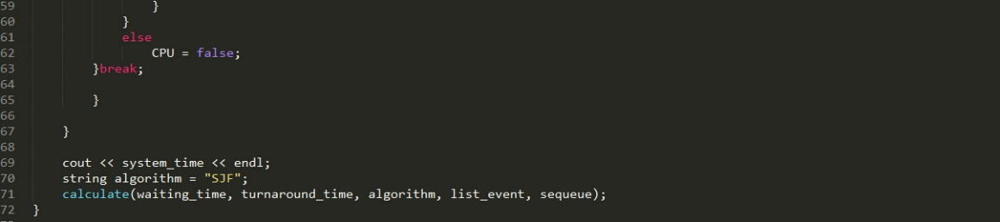 59                 }
60             }
61             else
62                 CPU = false;
63         }break;
64
65         }
66
67     }
68
69     cout << system_time << endl;
70     string algorithm = "SJF";
71     calculate(waiting_time, turnaround_time, algorithm, list_event, sequeue);
72 }